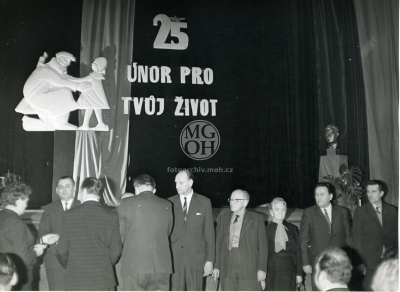 25
ÚNOR PRO
TVŮJ ŽIVOT
MG
OH
fotoarchiv.moh.cz